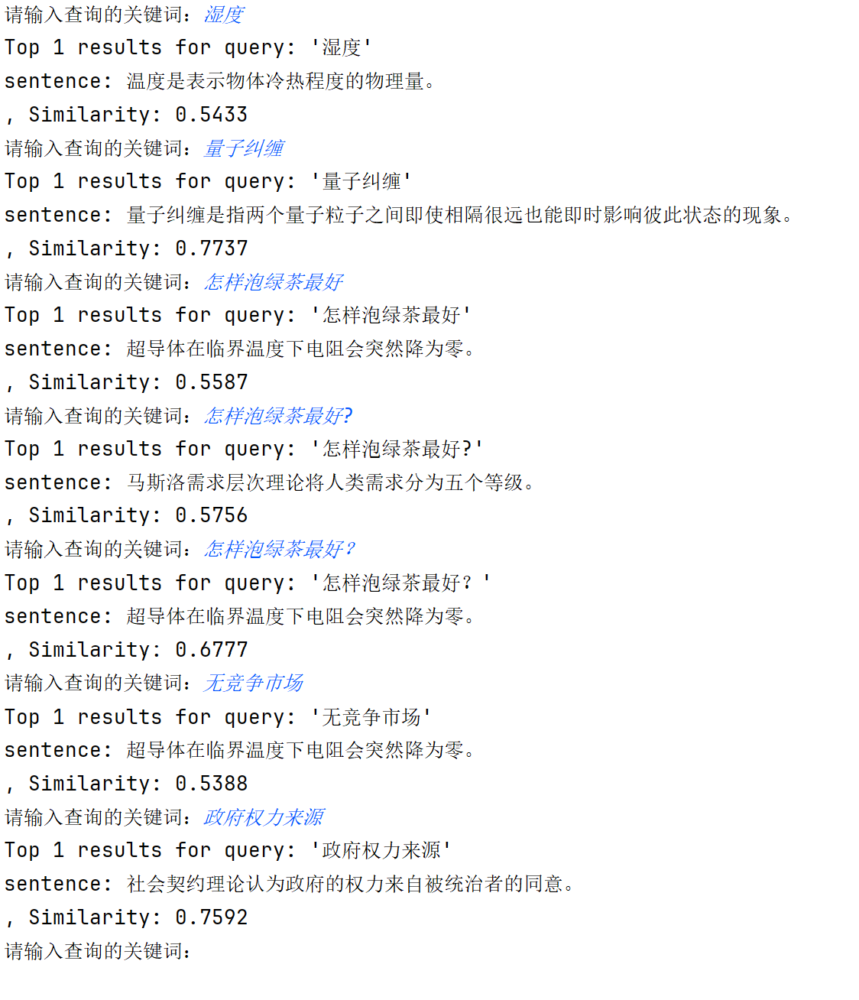 请输入查询的关键词：湿度
Top 1 results for query: '湿度'
sentence: 温度是表示物体冷热程度的物理量。
, Similarity: 0.5433
请输入查询的关键词：量子纠缠
Top 1 results for query: '量子纠缠'
sentence: 量子纠缠是指两个量子粒子之间即使相隔很远也能即时影响彼此状态的现象。
, Similarity: 0.7737
请输入查询的关键词：怎样泡绿茶最好
Top 1 results for query: '怎样泡绿茶最好'
sentence: 超导体在临界温度下电阻会突然降为零。
, Similarity: 0.5587
请输入查询的关键词：怎样泡绿茶最好?
Top 1 results for query: '怎样泡绿茶最好?'
sentence: 马斯洛需求层次理论将人类需求分为五个等级。
, Similarity: 0.5756
请输入查询的关键词：怎样泡绿茶最好？
Top 1 results for query: '怎样泡绿茶最好？'
sentence: 超导体在临界温度下电阻会突然降为零。
, Similarity: 0.6777
请输入查询的关键词：无竞争市场
Top 1 results for query: '无竞争市场'
sentence: 超导体在临界温度下电阻会突然降为零。
, Similarity: 0.5388
请输入查询的关键词：政府权力来源
Top 1 results for query: '政府权力来源'
sentence: 社会契约理论认为政府的权力来自被统治者的同意。
, Similarity: 0.7592
请输入查询的关键词：